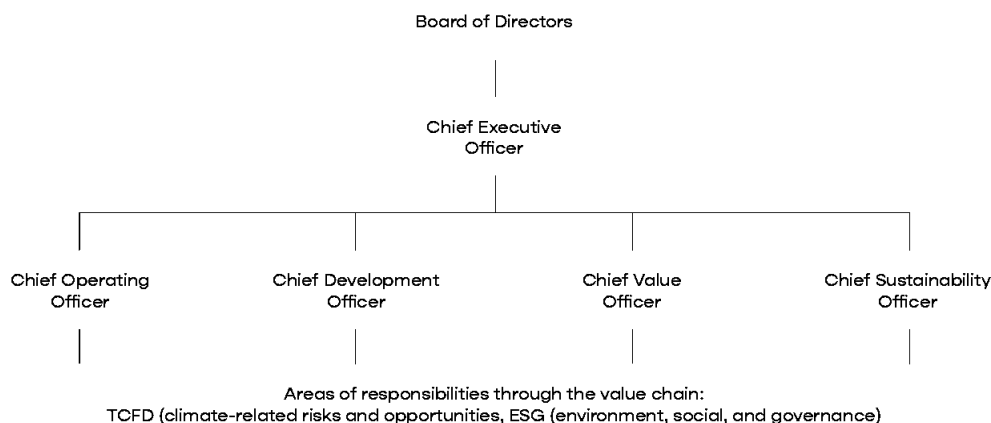 Board of Directors
Chief Executive
Officer
Chief Operating
Officer
Chief Development
Officer
Chief Value
Officer
Chief Sustainability
Officer
Areas of responsibilities through the value chain:
TCFD (climate-related risks and opportunities, ESG (environment, social, and governance)